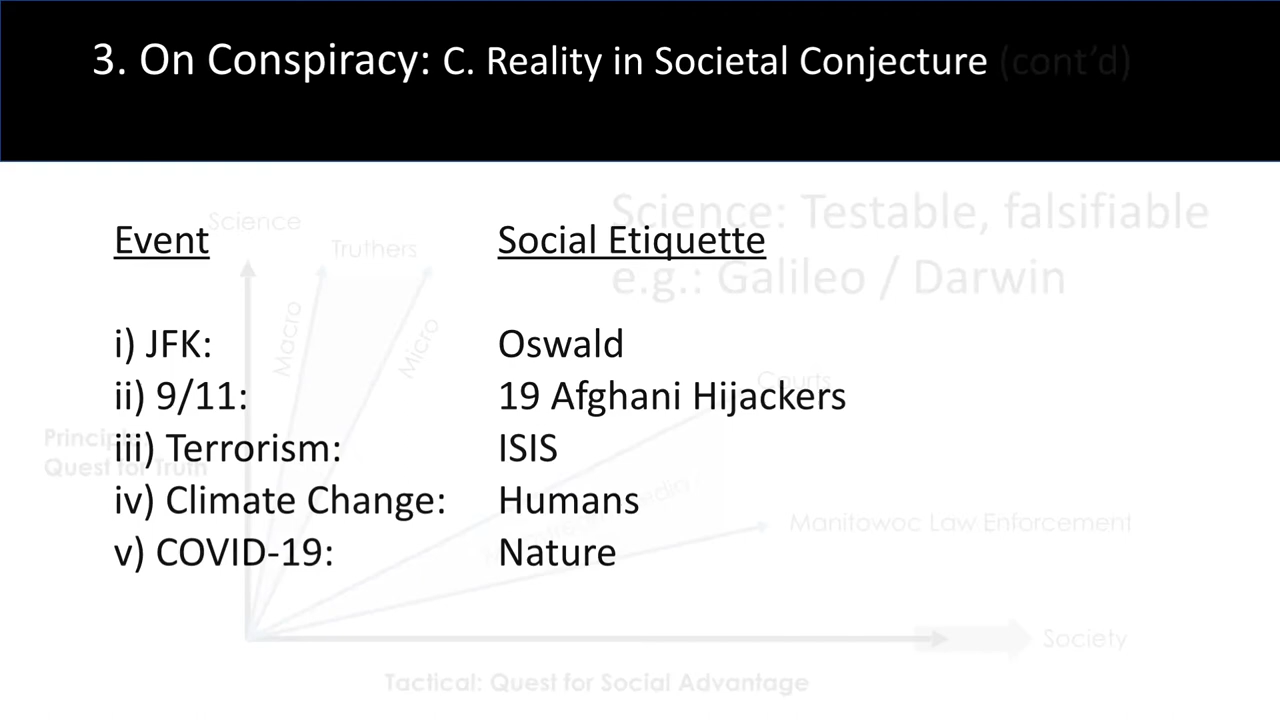 3. On Conspiracy: C. Reality in Societal Conjecture (cont’d)
Science: Testable, falsifiable
e.g.: Galileo / Darwin
Science
Truthers
Macro
Micro
Event
Social Etiquette
i) JFK:
Oswald
Courts
ii) 9/11:
19 Afghani Hijackers
iii) Terrorism:
ISIS
Quest for Truth
iv) Climate Change:
Humans
Manitowoc Law Enforcement
v) COVID-19:
Nature
Society
Tactical: Quest for Social Advantage